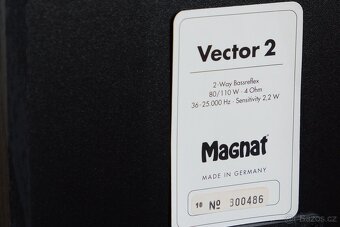 Vector 2
2-Way Bassreflex
80/110 W · 4 Ohm
36-25.000 Hz · Sensitivity 2,2 W
Magnat
MADE IN GERMANY
10 No 300486